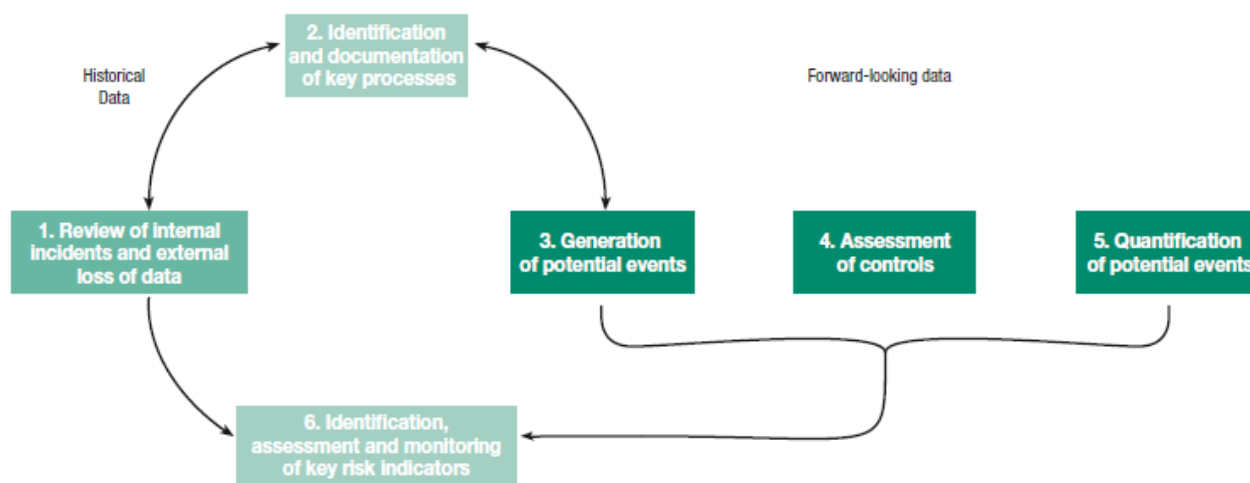 2. Identification
and documentation
of key processes
Historical
Data
Forward-looking data
1. Review of internal
incidents and external
loss of data
3. Generation
of potential events
4. Assessment
of controls
5. Quantification
of potential events
6. Identification,
assessment and monitoring
of key risk indicators